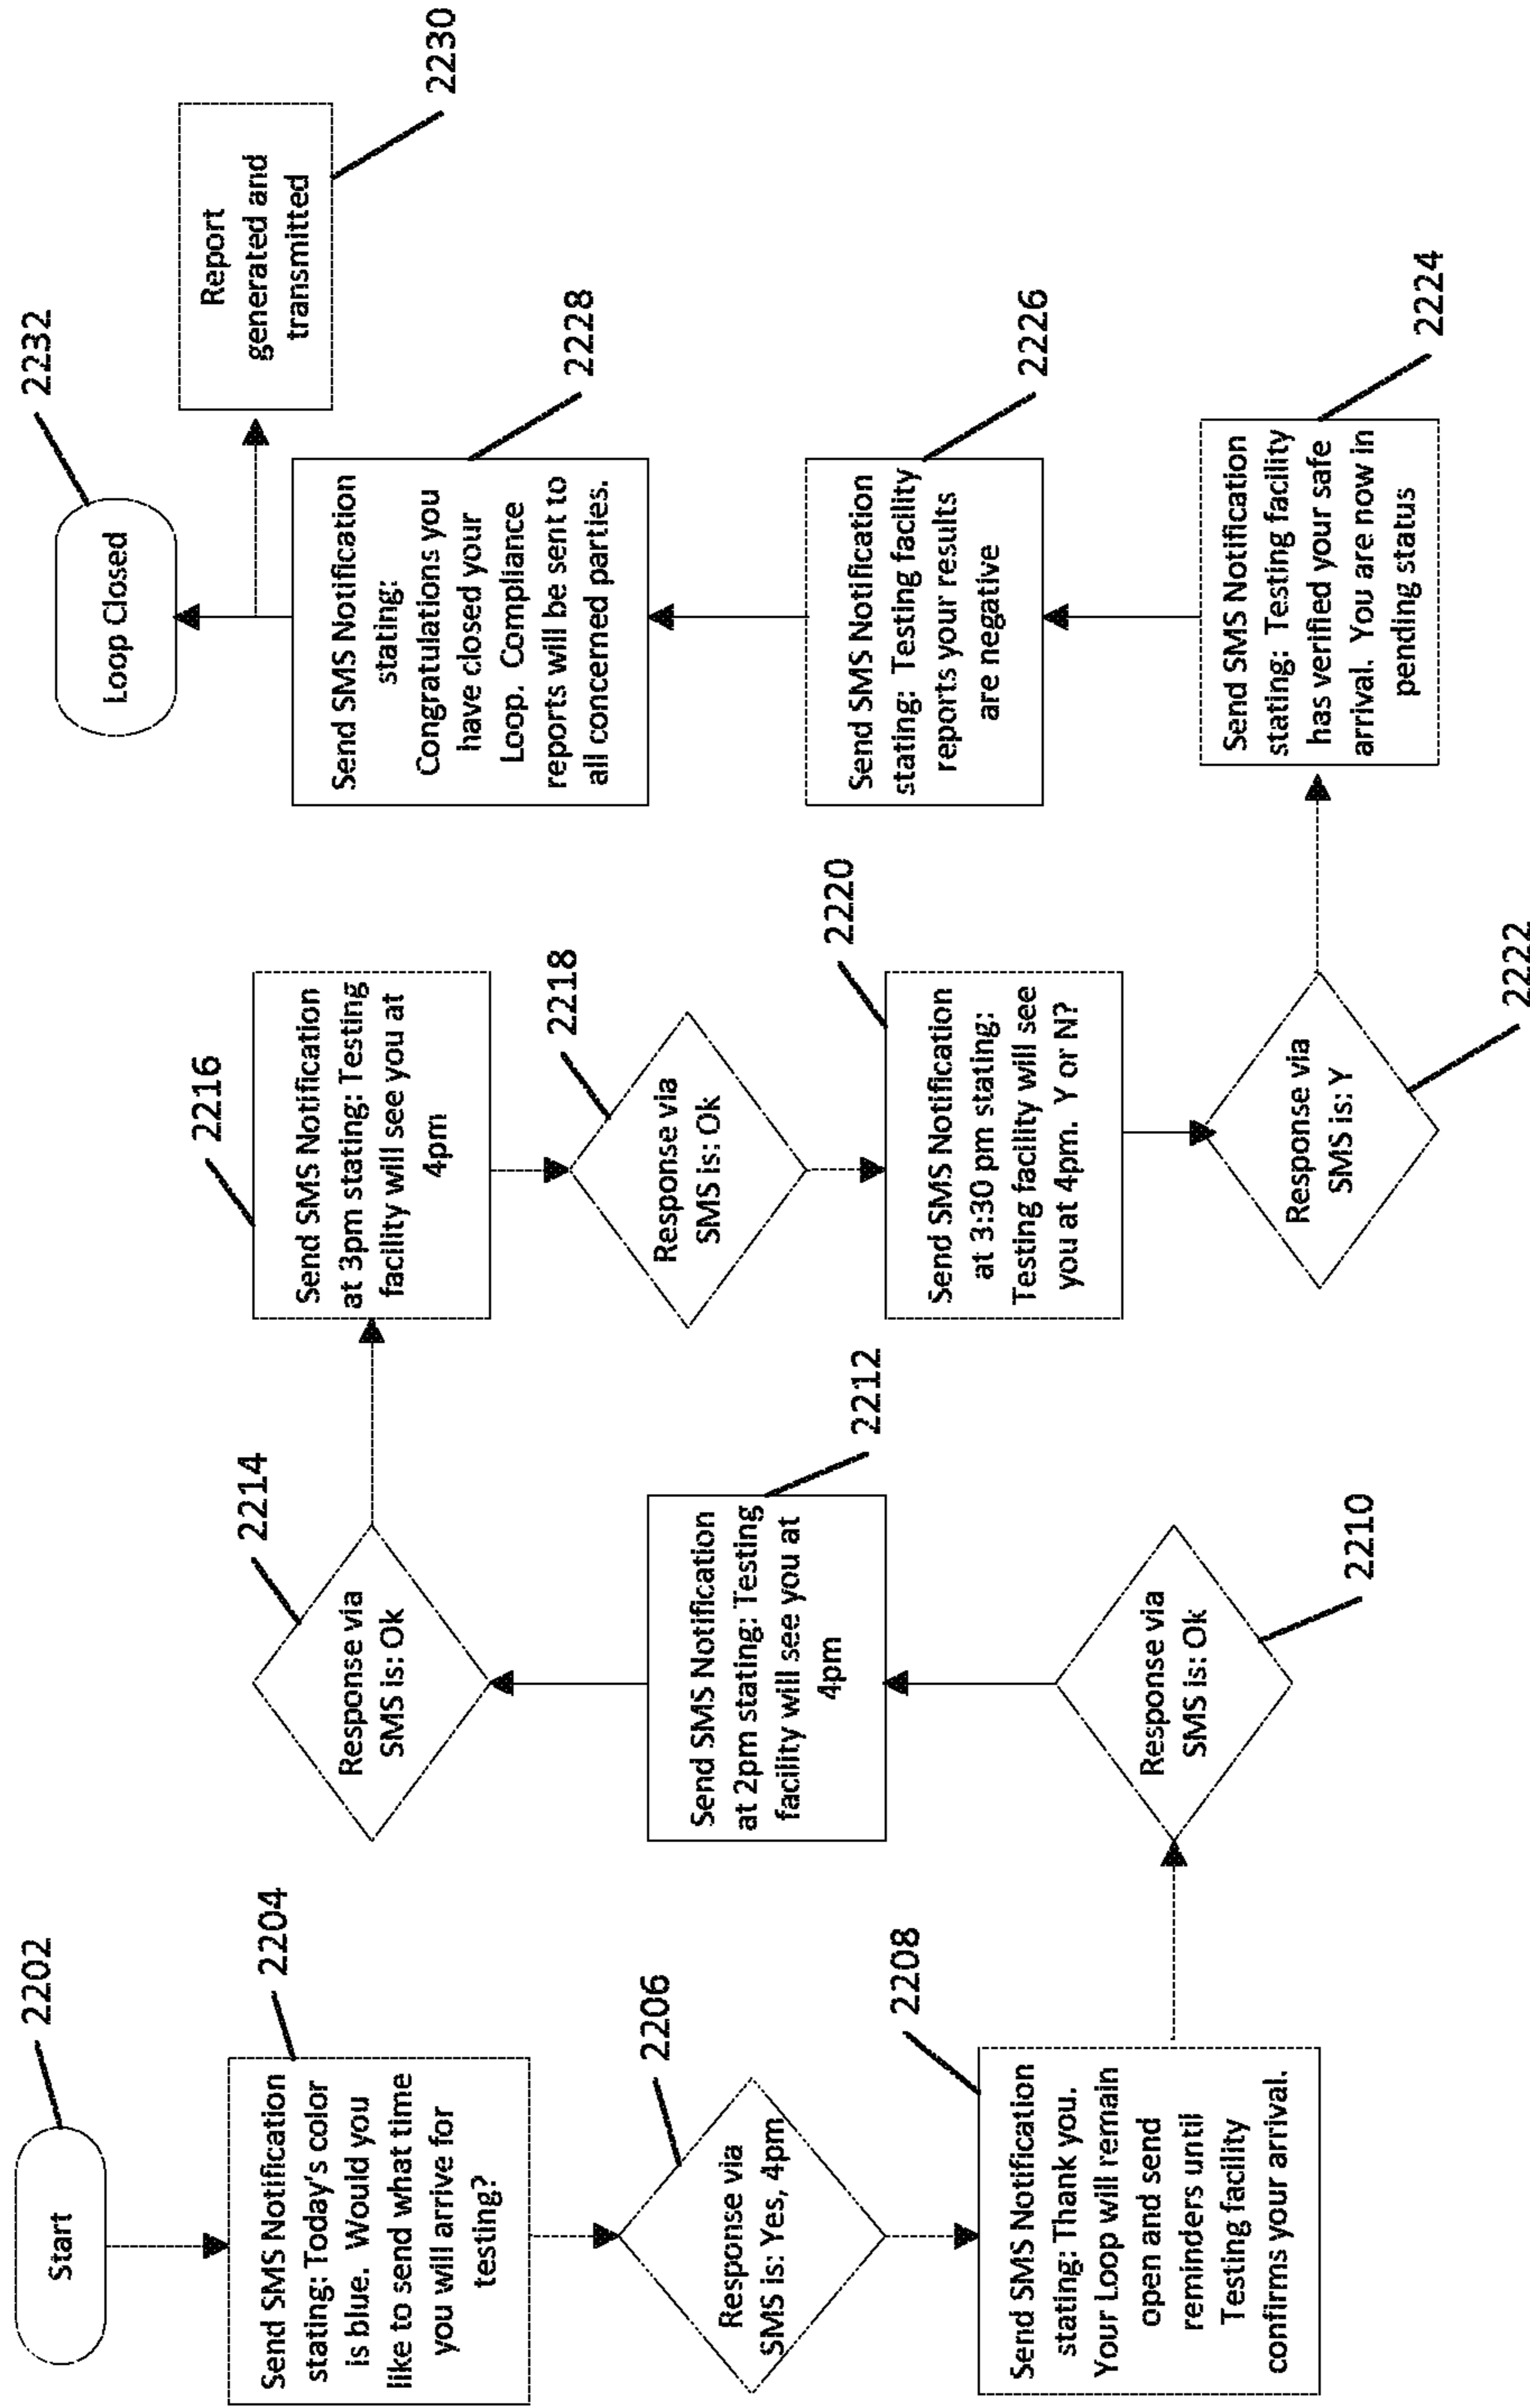 2202
Start
2204
Send SMS Notification
stating: Today's color
is blue. Would you
like to send what time
you will arrive for
testing?
2206
Response via
SMS is: Yes, 4pm
2208
Send SMS Notification
stating: Thank you.
Your Loop will remain
open and send
reminders until
Testing facility
confirms your arrival.
2210
Response via
SMS is: Ok
2212
Send SMS Notification
at 2pm stating: Testing
facility will see you at
4pm
2214
Response via
SMS is: Ok
2216
Send SMS Notification
at 3pm stating: Testing
facility will see you at
4pm
2218
Response via
SMS is: Ok
2220
Send SMS Notification
at 3:30 pm stating:
Testing facility will see
you at 4pm. Y or N?
2222
Response via
SMS is: Y
2224
Send SMS Notification
stating: Testing facility
has verified your safe
arrival. You are now in
pending status
2226
Send SMS Notification
stating: Testing facility
reports your results
are negative
2228
Send SMS Notification
stating:
Congratulations you
have closed your
Loop. Compliance
reports will be sent to
all concerned parties.
2230
Report
generated and
transmitted
2232
Loop Closed